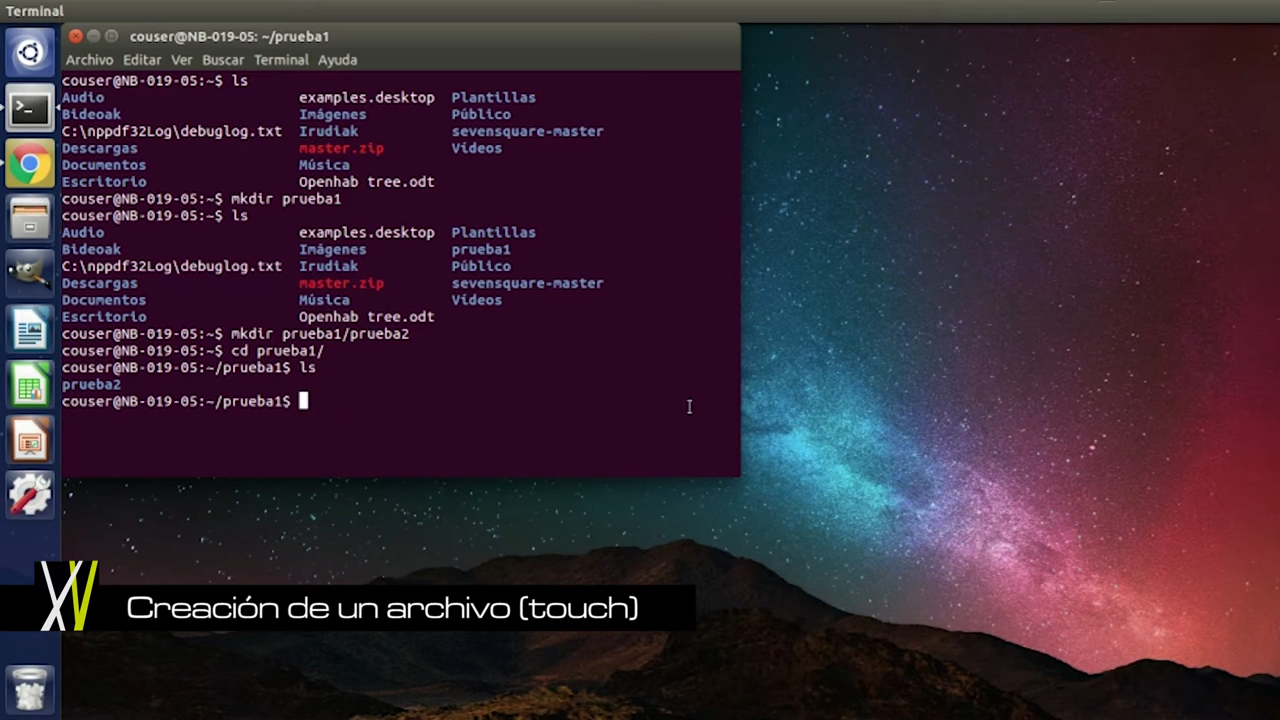 Terminal
couser@NB-019-05: ~/prueba1
Archivo Editar Ver Buscar Terminal Ayuda
couser@NB-019-05:~$ ls
Audio examples.desktop Plantillas
Bideoak Imágenes Público
C:\nppdf32Log\debuglog.txt Irudiak sevensquare-master
Descargas master.zip Vídeos
Documentos Música
Escritorio Openhab tree.odt
couser@NB-019-05:~$ mkdir prueba1
couser@NB-019-05:~$ ls
Audio examples.desktop Plantillas
Bideoak Imágenes prueba1
C:\nppdf32Log\debuglog.txt Irudiak Público
Descargas master.zip sevensquare-master
Documentos Música Vídeos
Escritorio Openhab tree.odt
couser@NB-019-05:~$ mkdir prueba1/prueba2
couser@NB-019-05:~$ cd prueba1/
couser@NB-019-05:~/prueba1$ ls
prueba2
couser@NB-019-05:~/prueba1$
XV Creación de un archivo (touch)